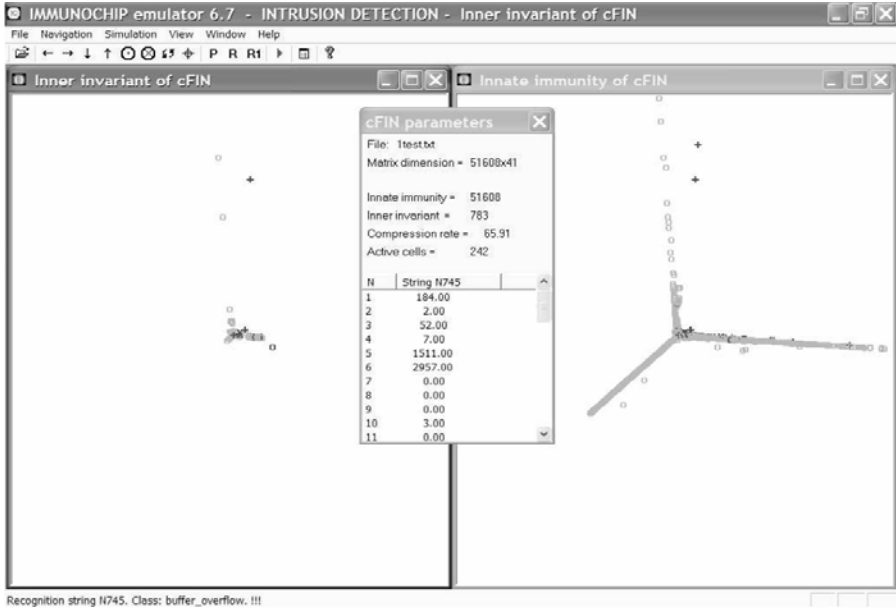 IMMUNOCHIP emulator 6.7 - INTRUSION DETECTION - Inner invariant of cFIN
File Navigation Simulation View Window Help
P R R1
Inner invariant of cFIN
Innate immunity of cFIN
cFIN parameters
File: 1test.txt
Matrix dimension = 51608x41
Innate immunity = 51608
Inner invariant = 783
Compression rate = 65.91
Active cells = 242
N String N745
1 184.00
2 2.00
3 52.00
4 7.00
5 1511.00
6 2957.00
7 0.00
8 0.00
9 0.00
10 3.00
11 0.00
Recognition string N745. Class: buffer_overflow. !!!